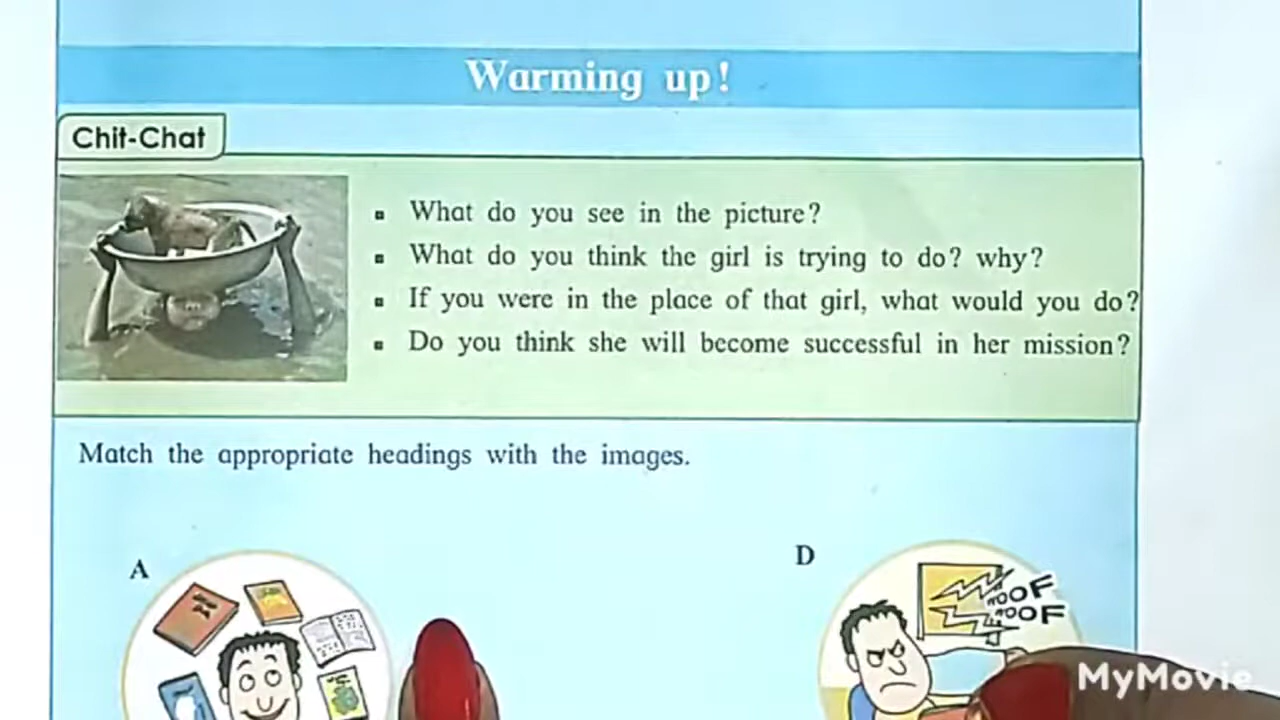 Warming up!
Chit-Chat
▪ What do you see in the picture?
▪ What do you think the girl is trying to do? why?
▪ If you were in the place of that girl, what would you do?
▪ Do you think she will become successful in her mission?
Match the appropriate headings with the images.
A
D
WOOF
WOOF
MyMovie